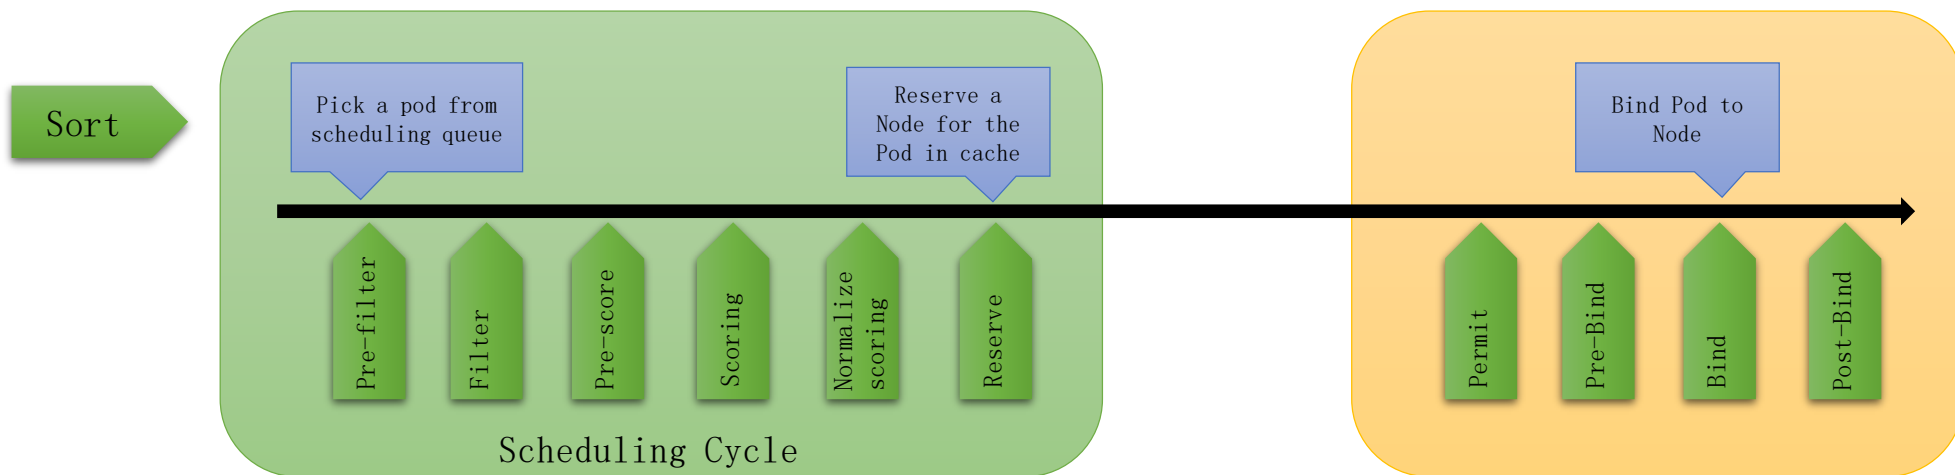 Sort
Pick a pod from
scheduling queue
Reserve a
Node for the
Pod in cache
Bind Pod to
Node
Pre-filter
Filter
Pre-score
Scoring
Normalize
scoring
Reserve
Permit
Pre-Bind
Bind
Post-Bind
Scheduling Cycle